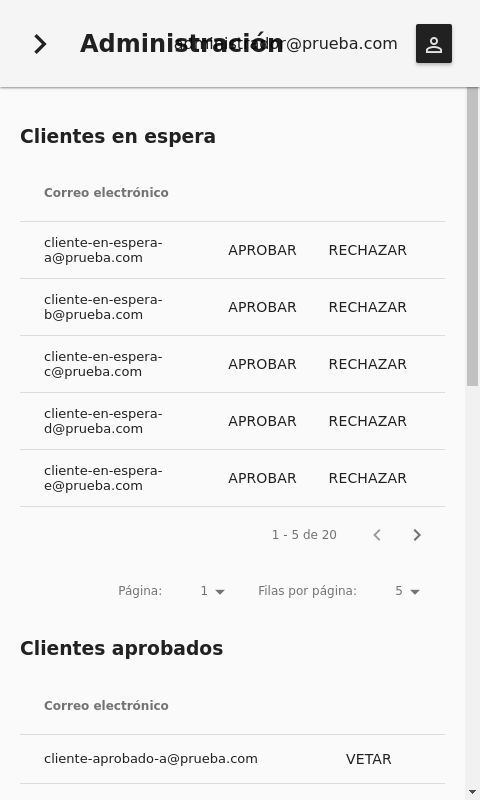 Administración
administrador@prueba.com
Clientes en espera
Correo electrónico
cliente-en-espera-
a@prueba.com
APROBAR
RECHAZAR
cliente-en-espera-
b@prueba.com
APROBAR
RECHAZAR
cliente-en-espera-
c@prueba.com
APROBAR
RECHAZAR
cliente-en-espera-
d@prueba.com
APROBAR
RECHAZAR
cliente-en-espera-
e@prueba.com
APROBAR
RECHAZAR
1 - 5 de 20
Página: 1 Filas por página: 5
Clientes aprobados
Correo electrónico
cliente-aprobado-a@prueba.com VETAR